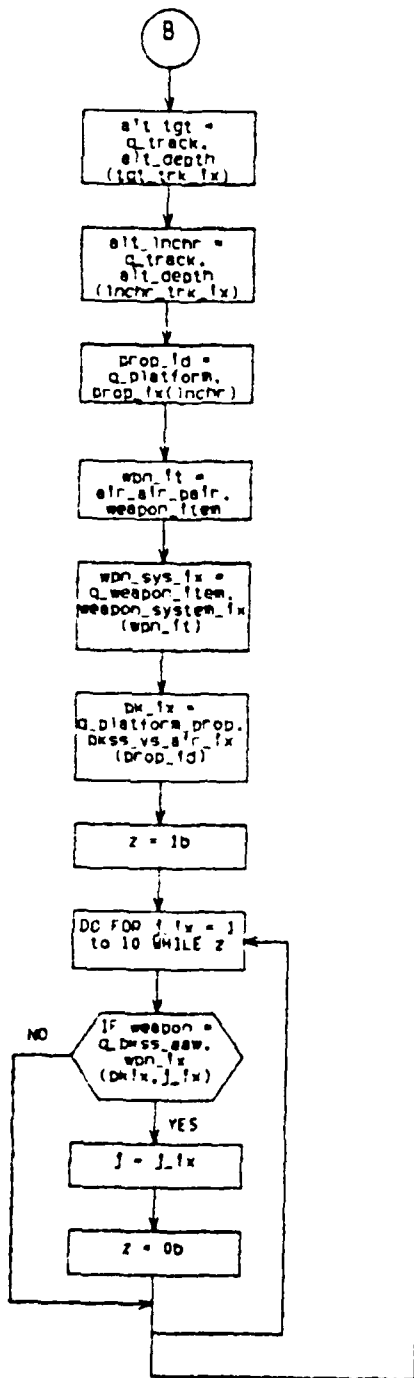 B
alt_tgt =
q_track.
alt_depth
(tgt_trk_ix)
alt_lnchr =
q_track.
alt_depth
(lnchr_trk_ix)
prop_id =
q_platform.
prop_ix(lnchr)
wpn_it =
air_air_pair.
weapon_item
wpn_sys_ix =
q_weapon_item.
weapon_system_ix
(wpn_it)
pk_ix =
q_platform_prop.
pkss_vs_air_ix
(prop_id)
z = 1b
DO FOR j_ix = 1
to 10 WHILE z
NO
IF weapon =
q_pkss_aaw.
wpn_ix
(pkix,j_ix)
YES
j = j_ix
z = 0b